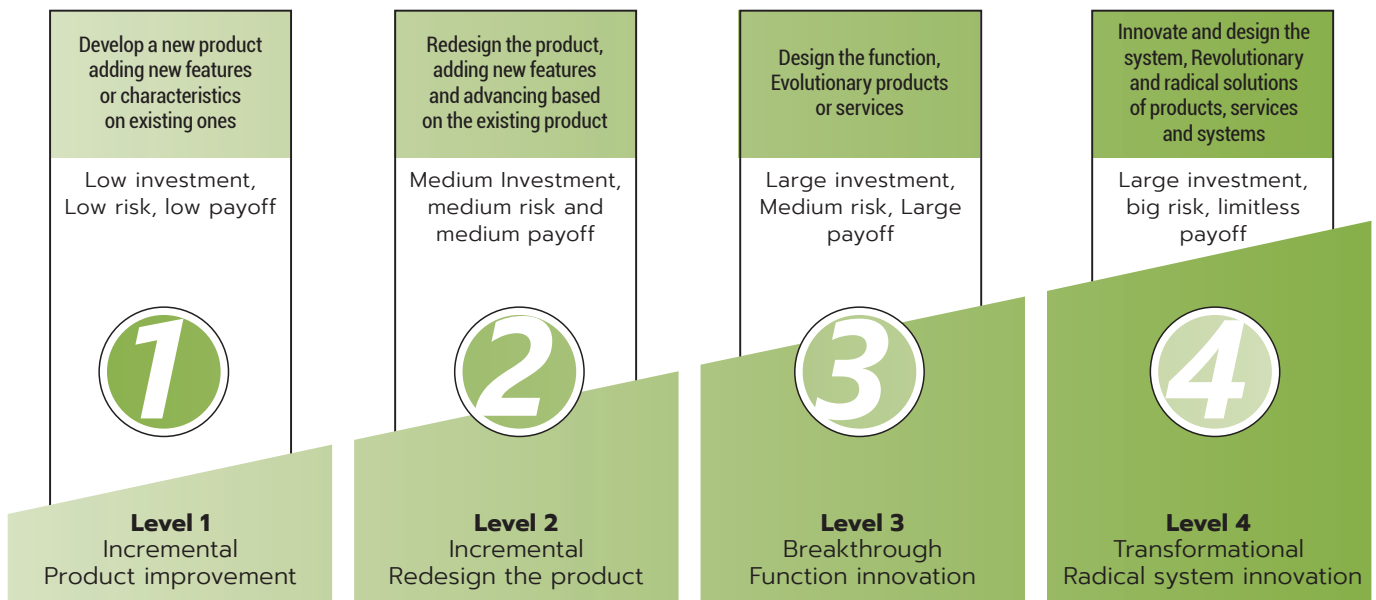 Develop a new product
adding new features
or characteristics
on existing ones
Low investment,
Low risk, low payoff
1
Level 1
Incremental
Product improvement
Redesign the product,
adding new features
and advancing based
on the existing product
Medium Investment,
medium risk and
medium payoff
2
Level 2
Incremental
Redesign the product
Design the function,
Evolutionary products
or services
Large investment,
Medium risk, Large
payoff
3
Level 3
Breakthrough
Function innovation
Innovate and design the
system, Revolutionary
and radical solutions
of products, services
and systems
Large investment,
big risk, limitless
payoff
4
Level 4
Transformational
Radical system innovation